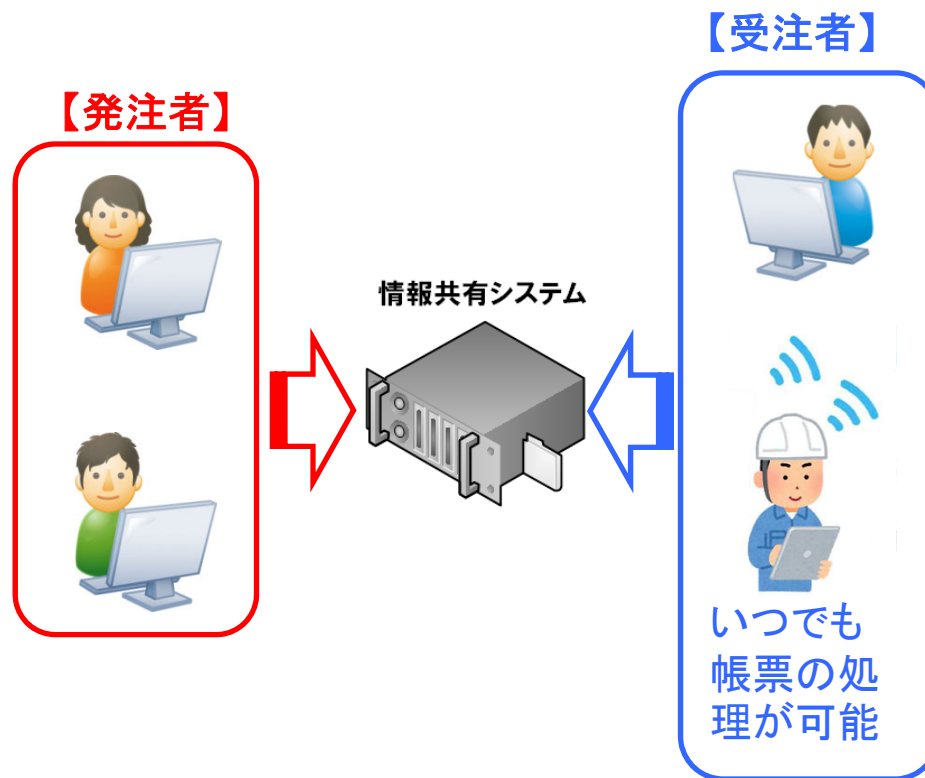 【受注者】
【発注者】
情報共有システム
いつでも
帳票の処
理が可能